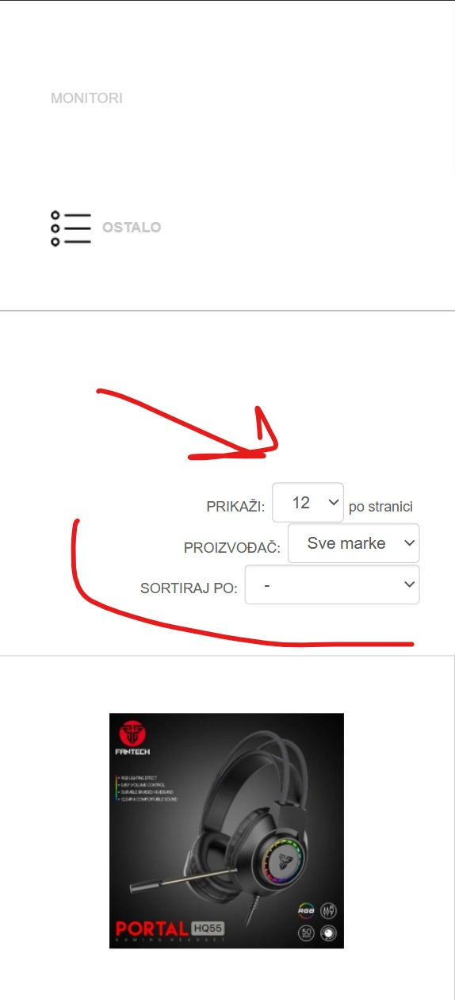 MONITORI
OSTALO
PRIKAŽI: 12 po stranici
PROIZVOĐAČ: Sve marke
SORTIRAJ PO: -
FANTECH
RGB LIGHTING EFFECT
EASY VOLUME CONTROL
DURABLE BRAIDED HEADBAND
CLEAR & COMFORTABLE SOUND
RGB
50
PORTAL HQ55
GAMING HEADSET